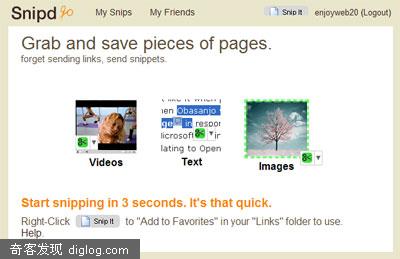 Snipd
My Snips
My Friends
Snip It
enjoyweb20 (Logout)
Grab and save pieces of pages.
forget sending links, send snippets.
hen Obasanjo
ge" in respon
Microsoft in i
lating to Open
Videos
Text
Images
Start snipping in 3 seconds. It's that quick.
Right-Click Snip It to "Add to Favorites" in your "Links" folder to use.
Help.
奇客发现 diglog.com